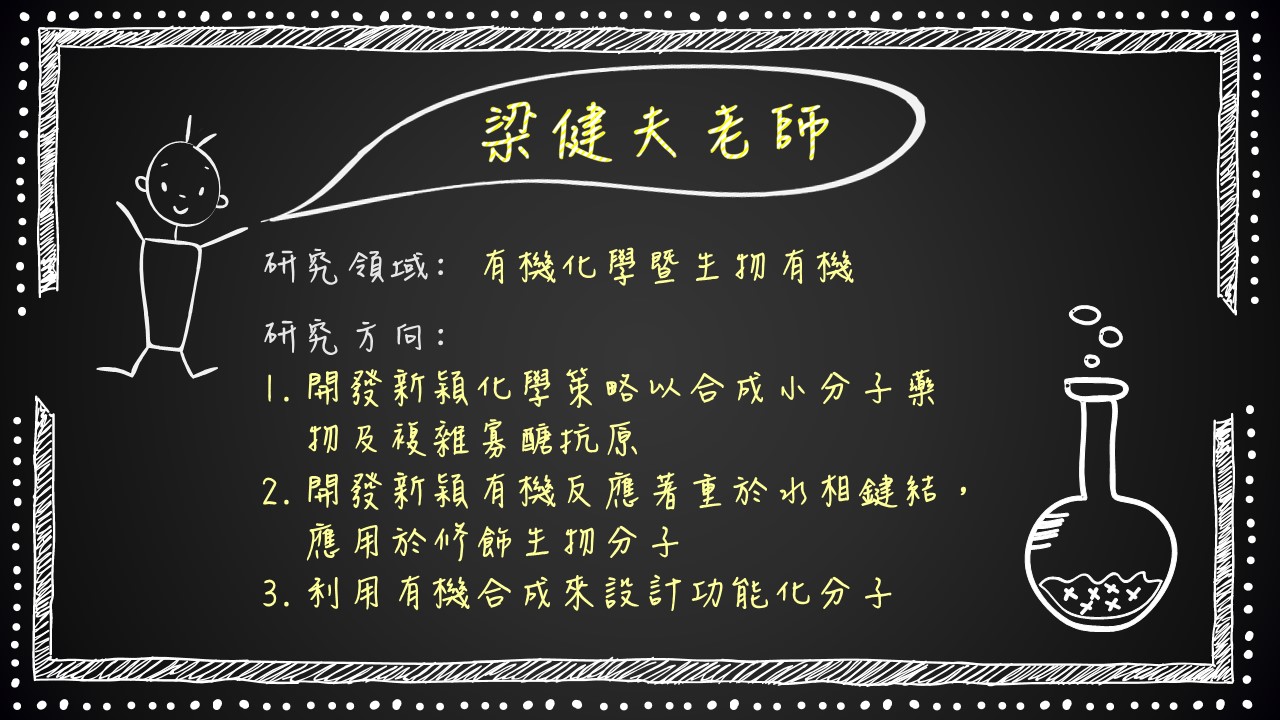 梁健夫老師
研究領域： 有機化學暨生物有機
研究方向：
1. 開發新穎化學策略以合成小分子藥
物及複雜寡醣抗原
2. 開發新穎有機反應著重於水相鍵結，
應用於修飾生物分子
3. 利用有機合成來設計功能化分子